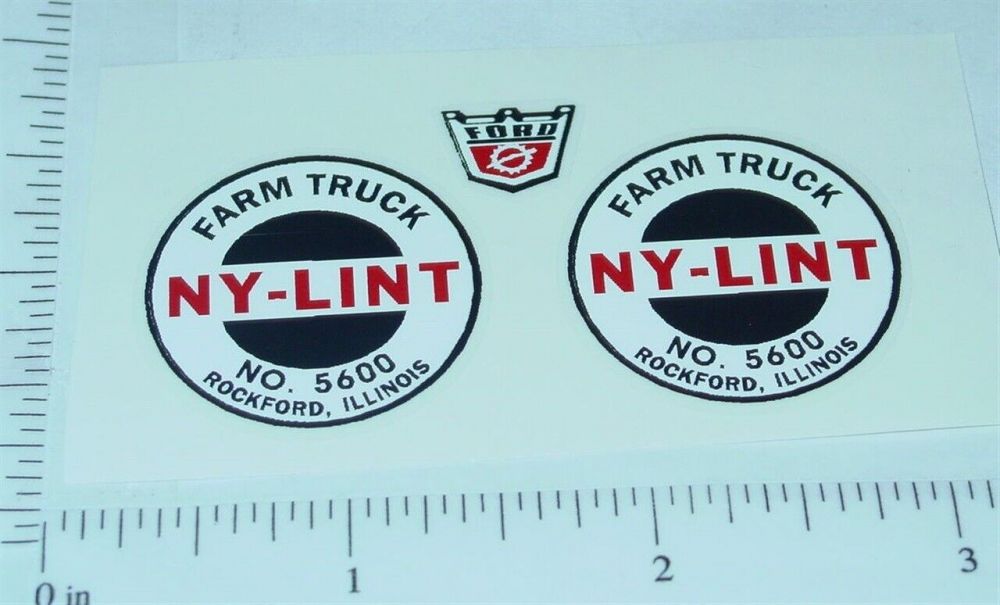 FORD
FARM TRUCK
NY-LINT
NO. 5600
ROCKFORD, ILLINOIS
FARM TRUCK
NY-LINT
NO. 5600
ROCKFORD, ILLINOIS
0 in 1 2 3